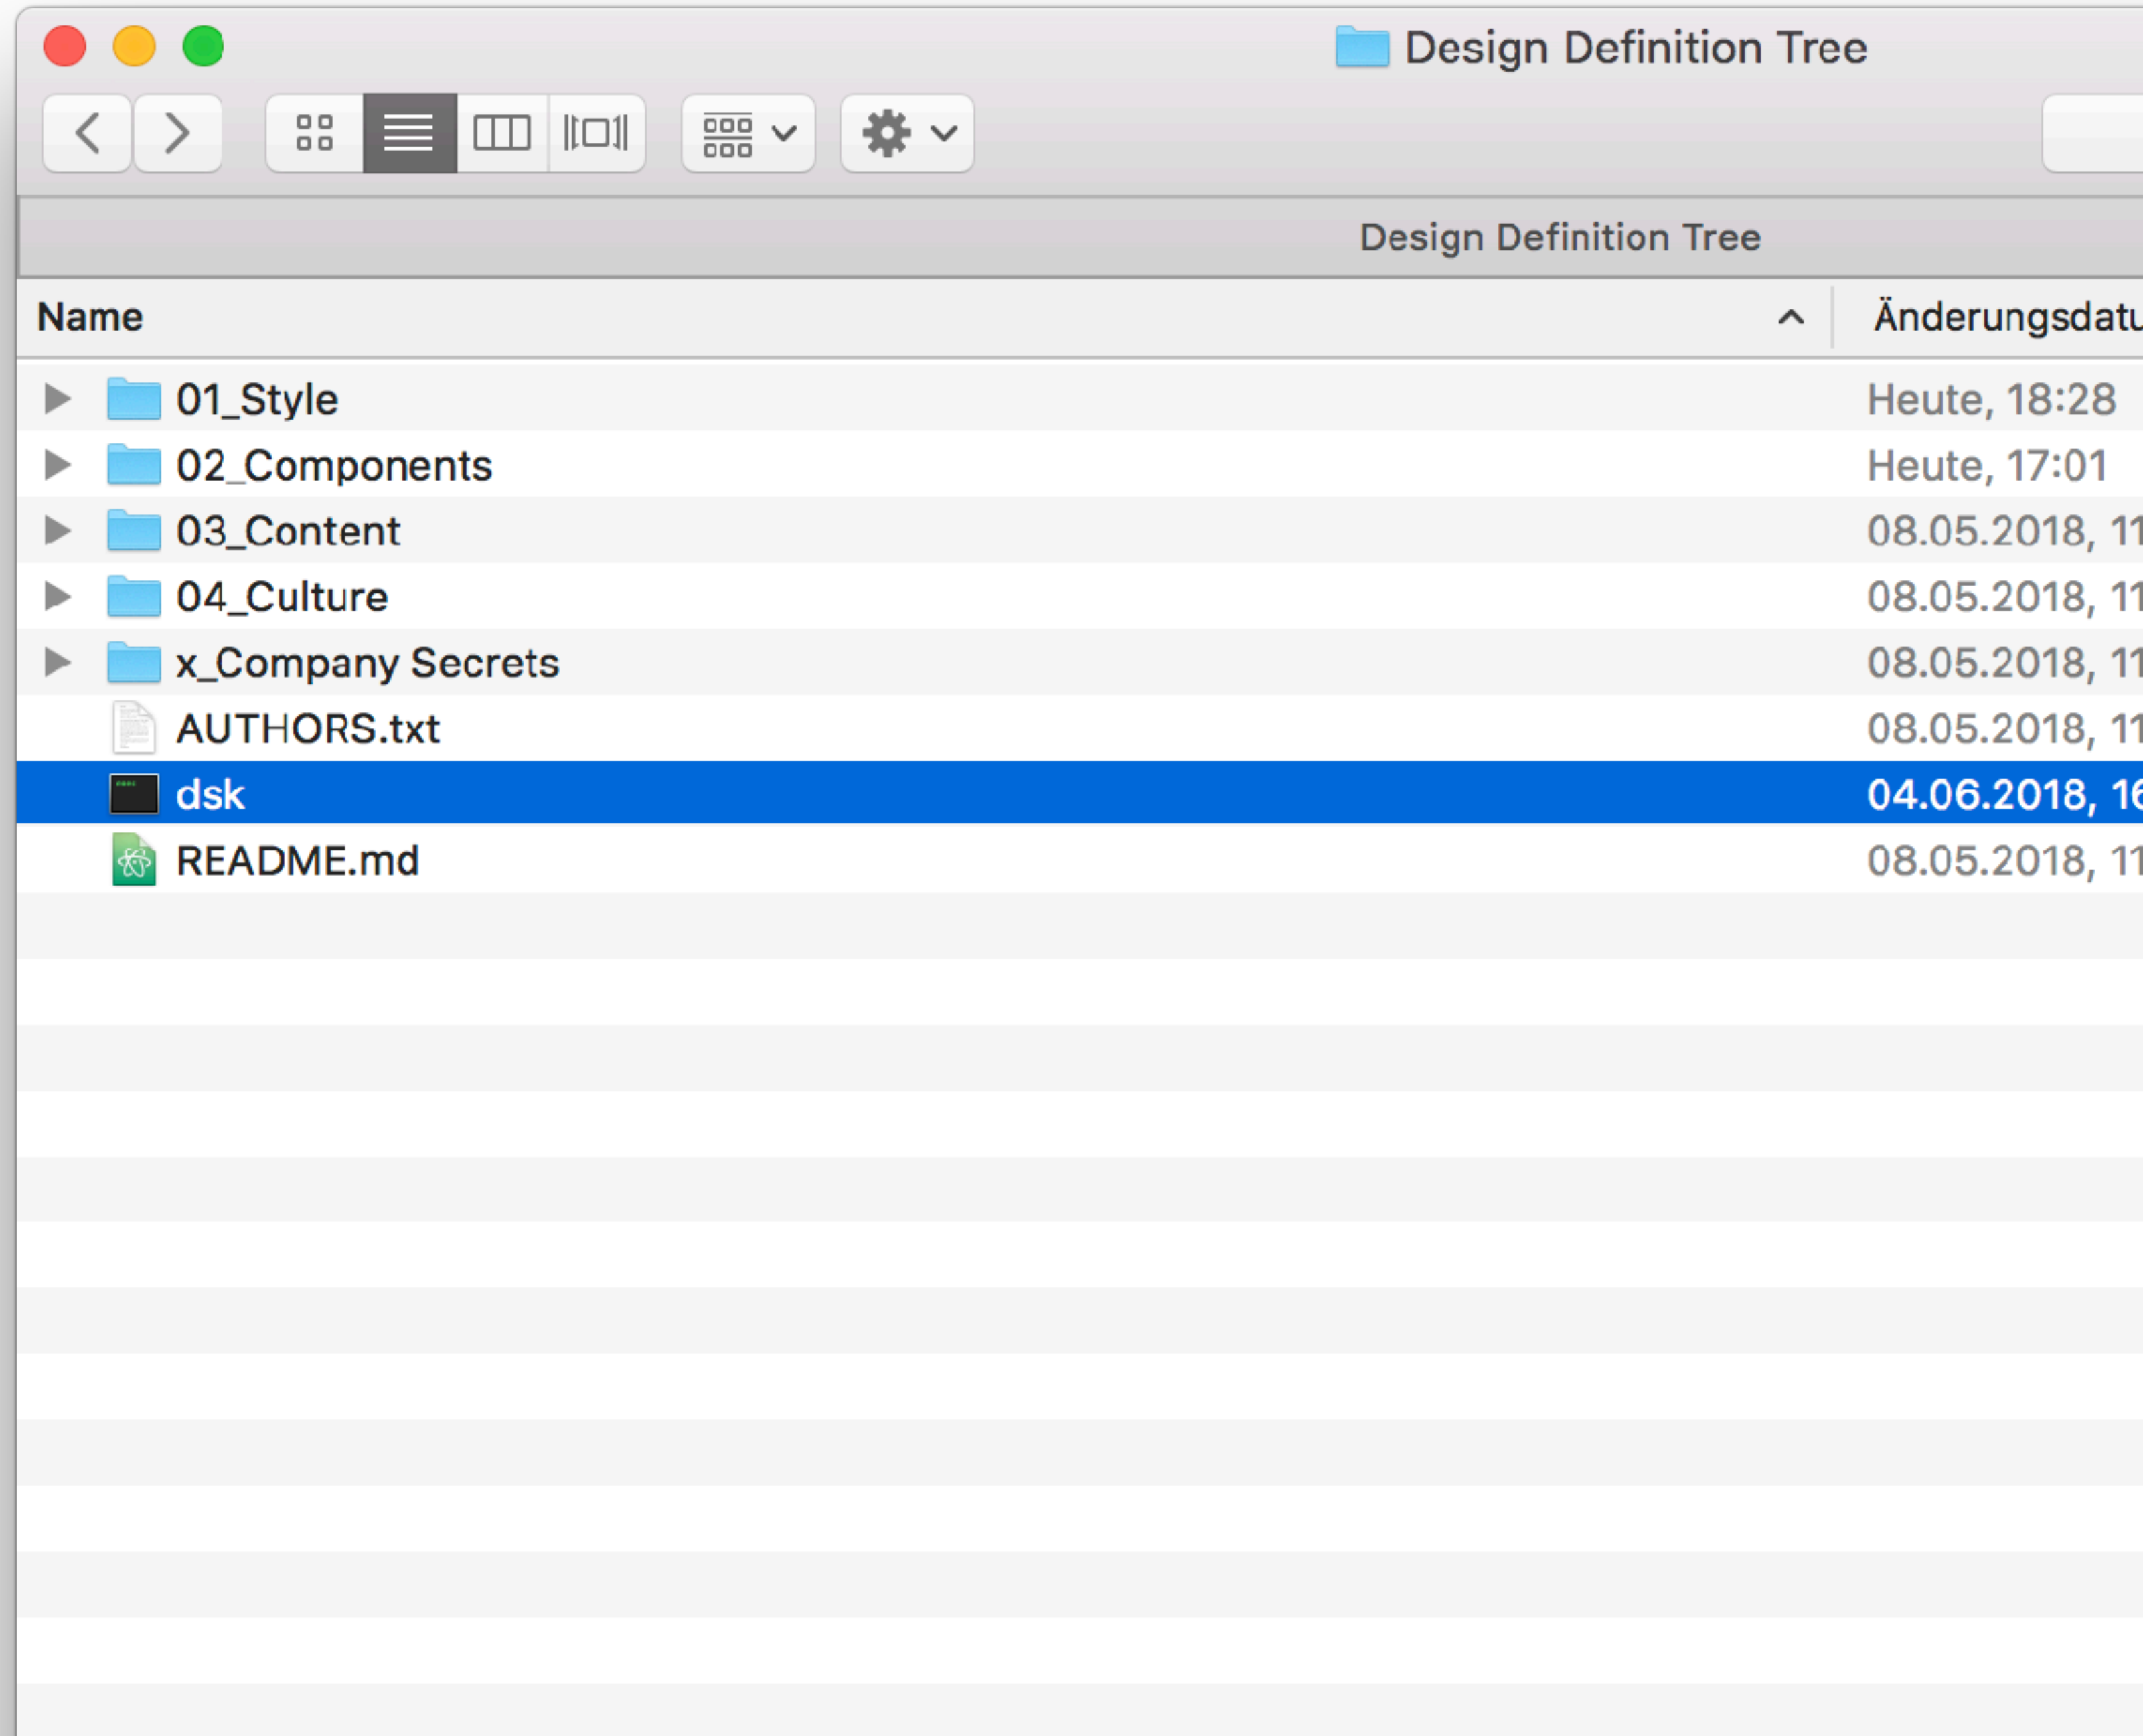 Design Definition Tree
Design Definition Tree
Name Änderungsdatu
01_Style Heute, 18:28
02_Components Heute, 17:01
03_Content 08.05.2018, 11
04_Culture 08.05.2018, 11
x_Company Secrets 08.05.2018, 11
AUTHORS.txt 08.05.2018, 11
dsk 04.06.2018, 16
README.md 08.05.2018, 11